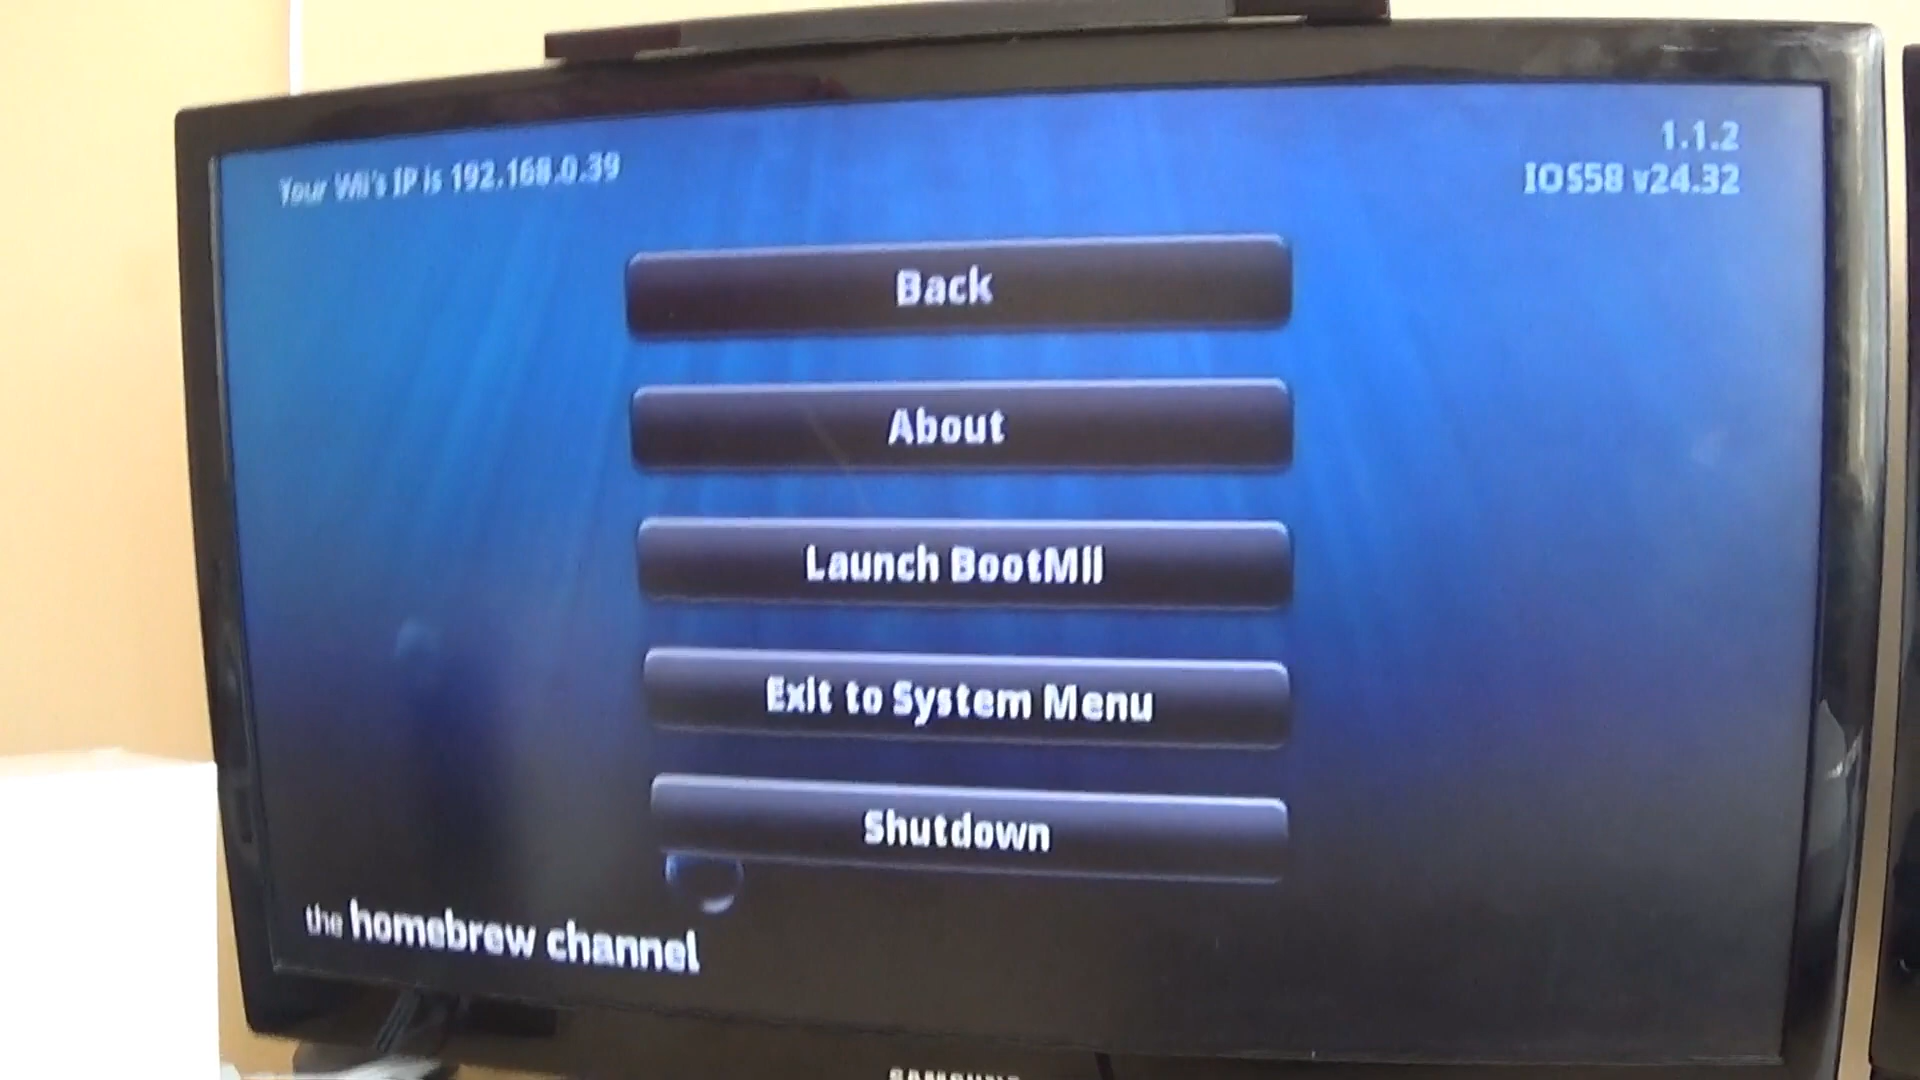 Your Wii's IP is 192.168.0.39
1.1.2
IOS58 v24.32
Back
About
Launch BootMii
Exit to System Menu
Shutdown
the homebrew channel
SAMSUNG